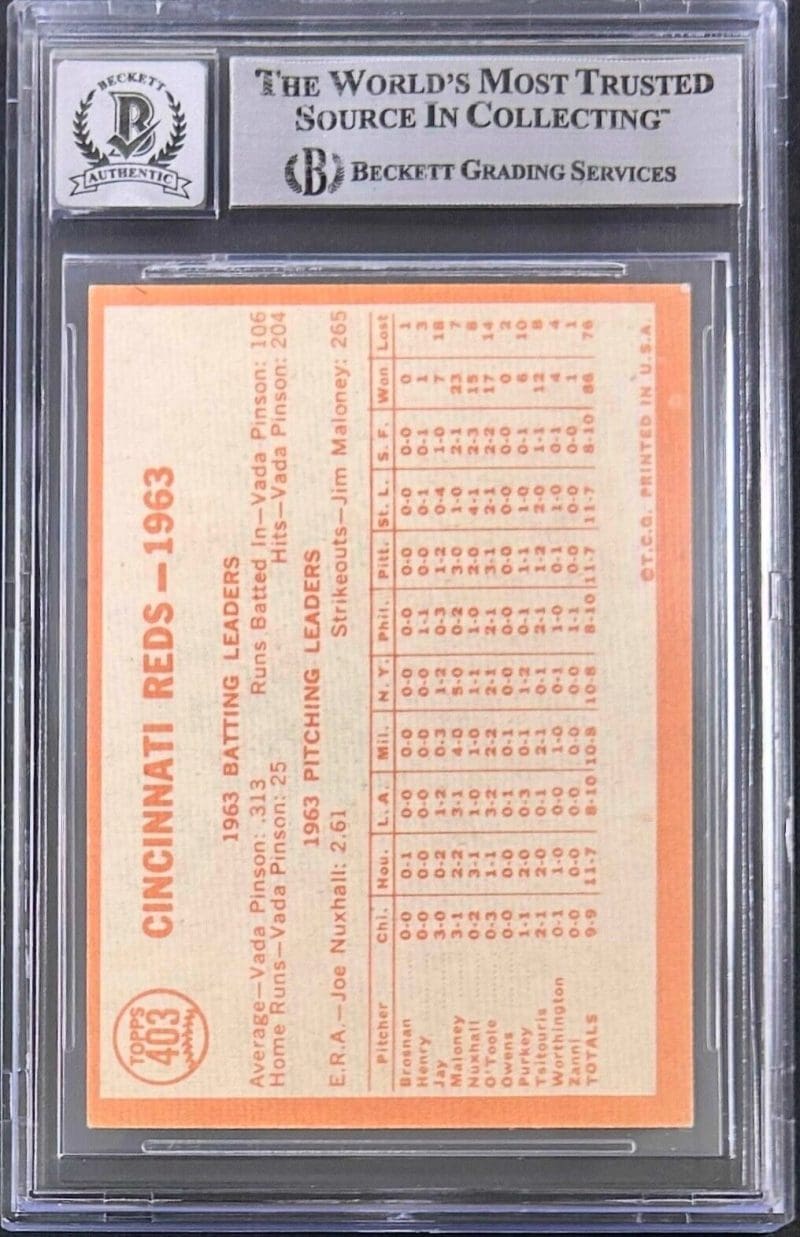 BECKETT
B
AUTHENTIC
THE WORLD'S MOST TRUSTED
SOURCE IN COLLECTING™
B BECKETT GRADING SERVICES
TOPPS
403
CINCINNATI REDS—1963
1963 BATTING LEADERS
Average—Vada Pinson: .313 Runs Batted In—Vada Pinson: 106
Home Runs—Vada Pinson: 25 Hits—Vada Pinson: 204
1963 PITCHING LEADERS
E.R.A.—Joe Nuxhall: 2.61 Strikeouts—Jim Maloney: 265
Pitcher Chi. Hou. L. A. Mil. N. Y. Phil. Pitt. St. L. S. F. Won Lost
Brosnan 0-0 0-1 0-0 0-0 0-0 0-0 0-0 0-0 0-0 0 1
Henry 0-0 0-0 0-0 0-0 0-0 1-1 0-0 0-1 0-1 1 3
Jay 3-0 0-2 1-2 0-3 1-2 0-3 1-2 0-4 1-0 7 18
Maloney 3-1 2-2 3-1 4-0 5-0 0-2 3-0 1-0 2-1 23 7
Nuxhall 0-2 3-1 1-0 1-0 1-1 1-0 2-0 4-1 2-3 15 8
O'Toole 0-3 1-1 3-2 2-2 2-1 2-1 3-1 2-1 2-2 17 14
Owens 0-0 0-0 0-1 0-1 0-0 0-0 0-0 0-0 0-0 0 2
Purkey 1-1 2-0 0-3 0-1 1-2 0-1 1-1 1-0 0-1 6 10
Tsitouris 2-1 2-0 0-1 2-1 0-1 2-1 1-2 2-0 1-1 12 8
Worthington 0-1 1-0 0-0 1-0 0-1 1-0 0-1 1-0 0-1 4 4
Zanni 0-0 0-0 0-0 0-0 0-0 1-1 0-0 0-0 0-0 1 1
TOTALS 9-9 11-7 8-10 10-8 10-8 8-10 11-7 11-7 8-10 86 76
©T.C.G. PRINTED IN U.S.A.